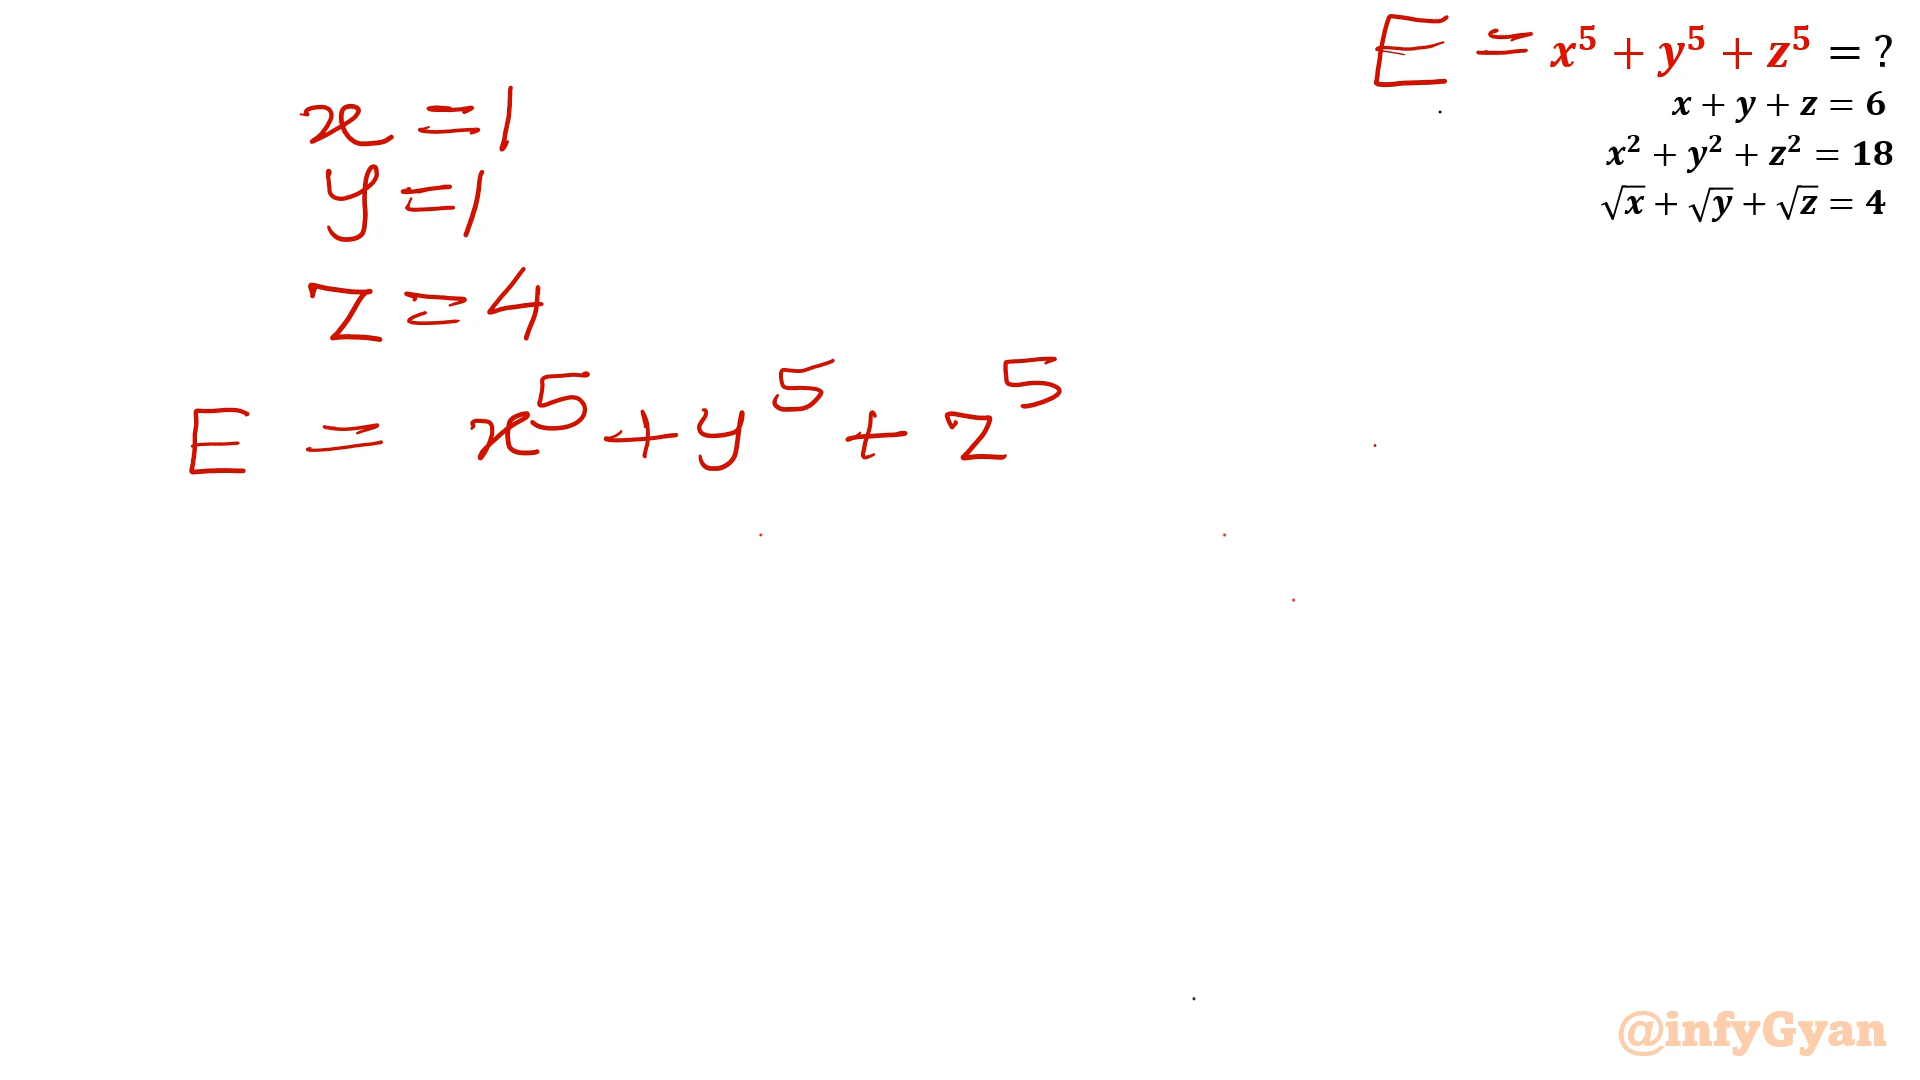 E = x⁵ + y⁵ + z⁵ = ?
x + y + z = 6
x² + y² + z² = 18
√x + √y + √z = 4
x = 1
y = 1
z = 4
E = x⁵ + y⁵ + z⁵
@infyGyan